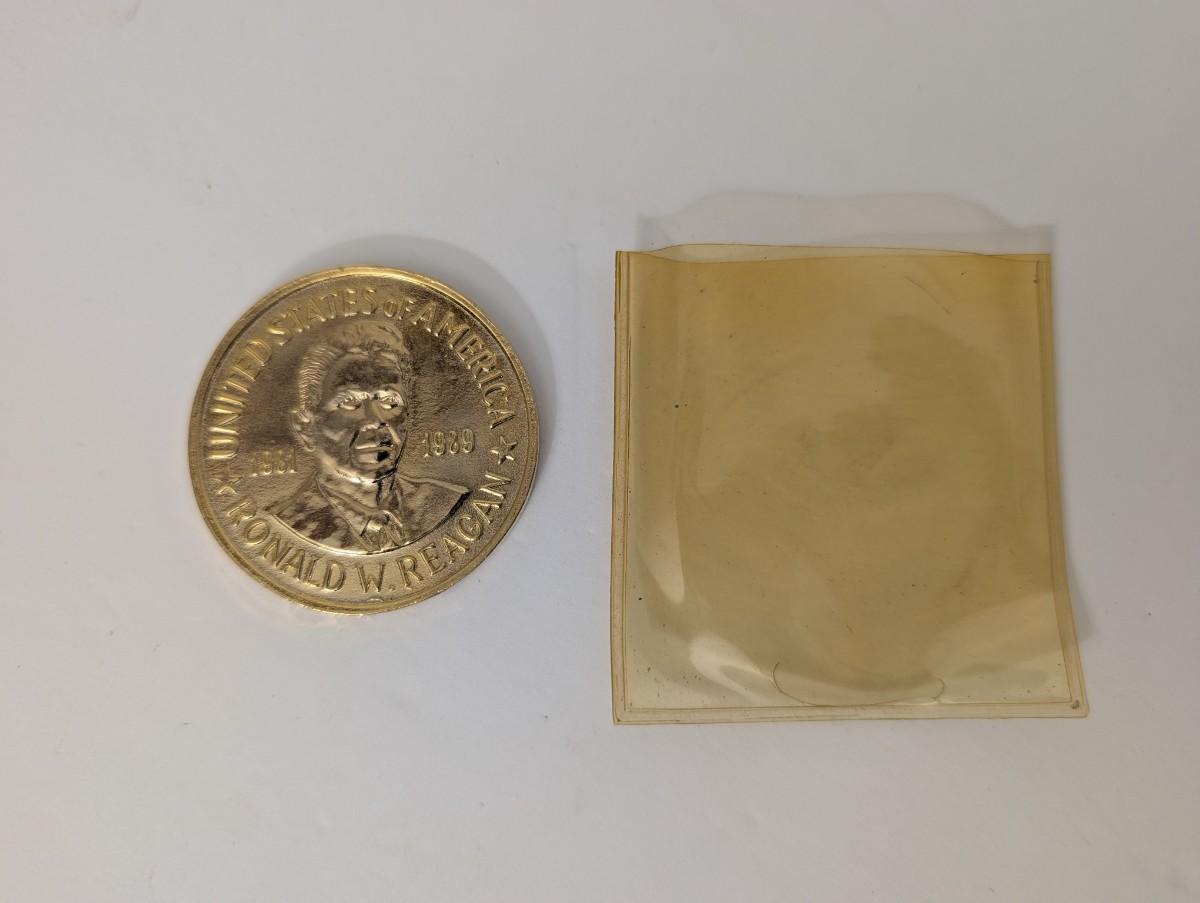 UNITED STATES OF AMERICA
1981 1989
RONALD W. REAGAN